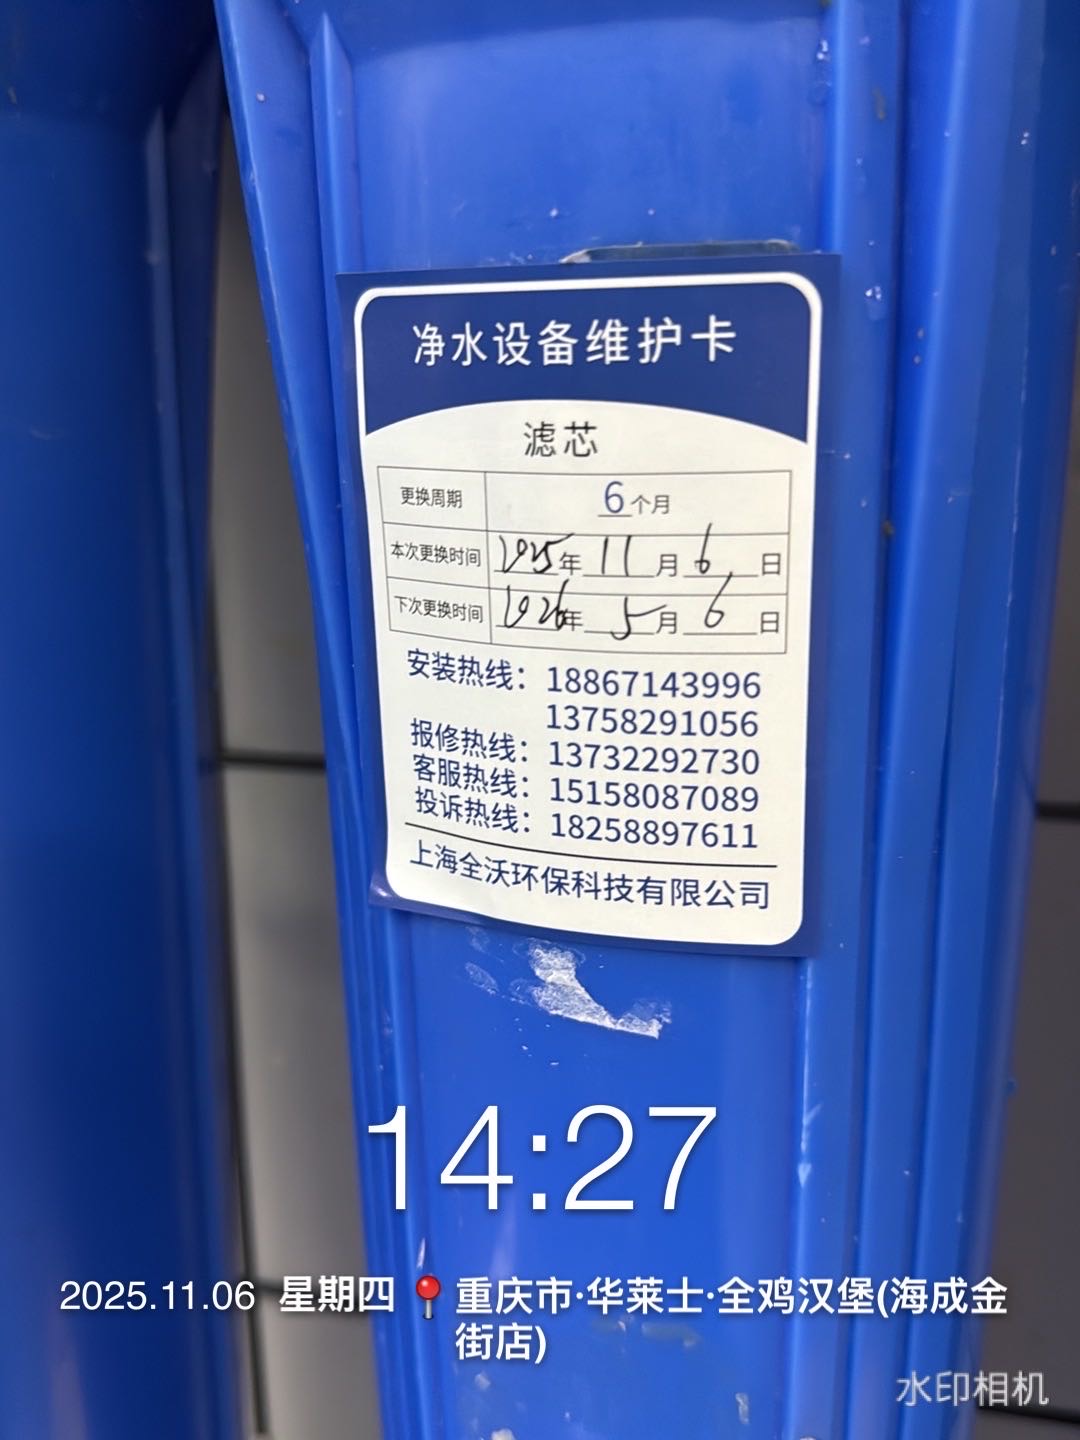 净水设备维护卡
滤芯
更换周期 6个月
本次更换时间 2025年11月6日
下次更换时间 2026年5月6日
安装热线：18867143996
13758291056
报修热线：13732292730
客服热线：15158087089
投诉热线：18258897611
上海全沃环保科技有限公司
14:27
2025.11.06 星期四 重庆市·华莱士·全鸡汉堡(海成金
街店)
水印相机